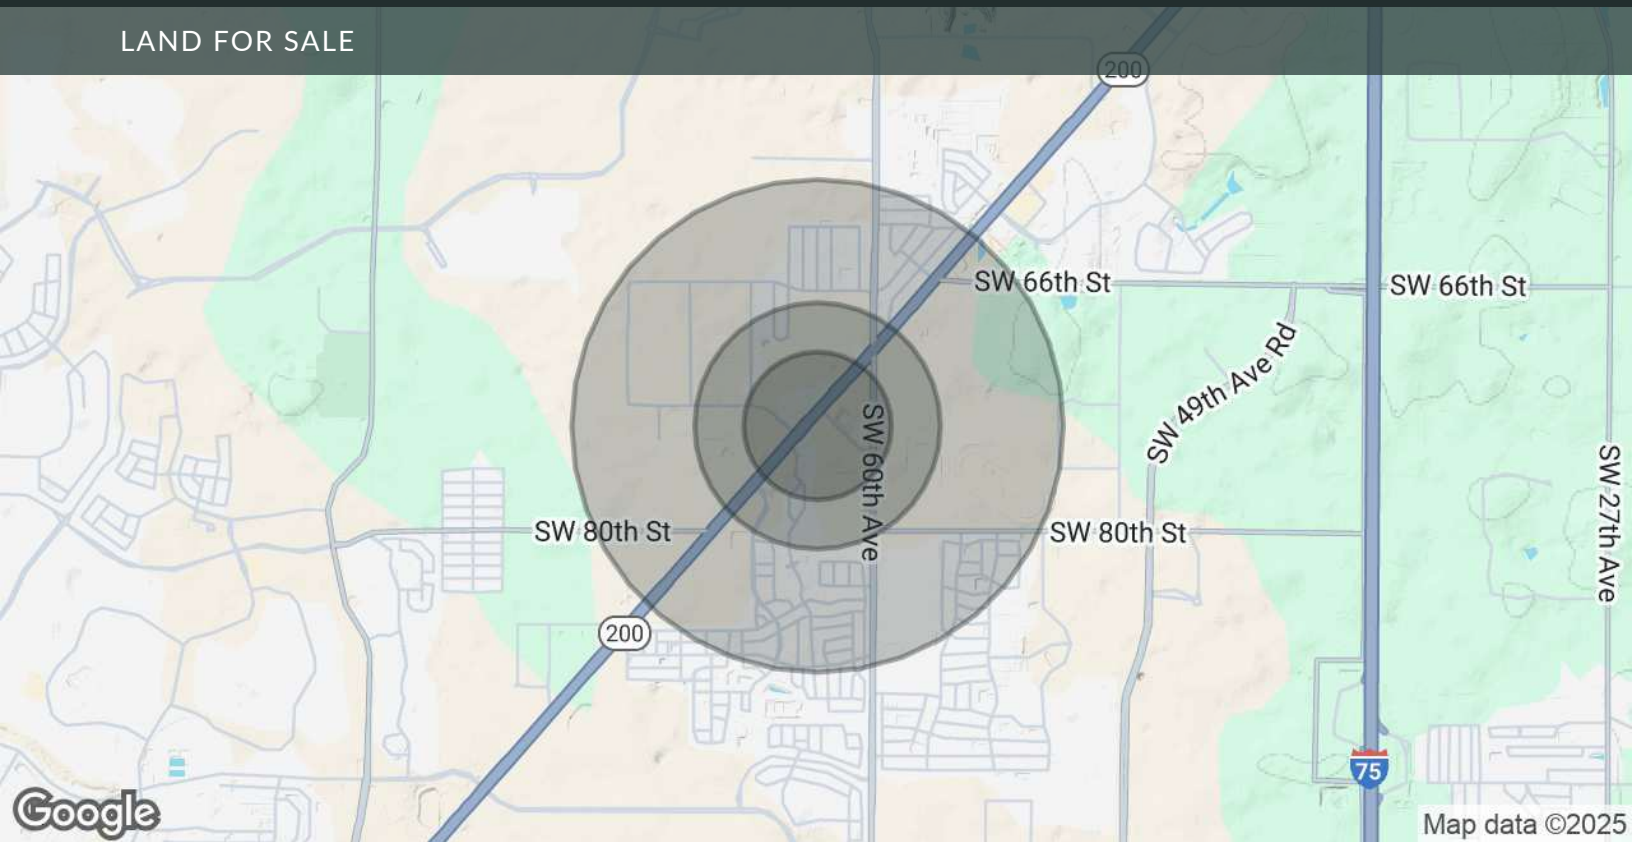 LAND FOR SALE
200
SW 66th St
SW 66th St
SW 49th Ave Rd
SW 60th Ave
SW 27th Ave
SW 80th St
SW 80th St
200
75
Google
Map data ©2025